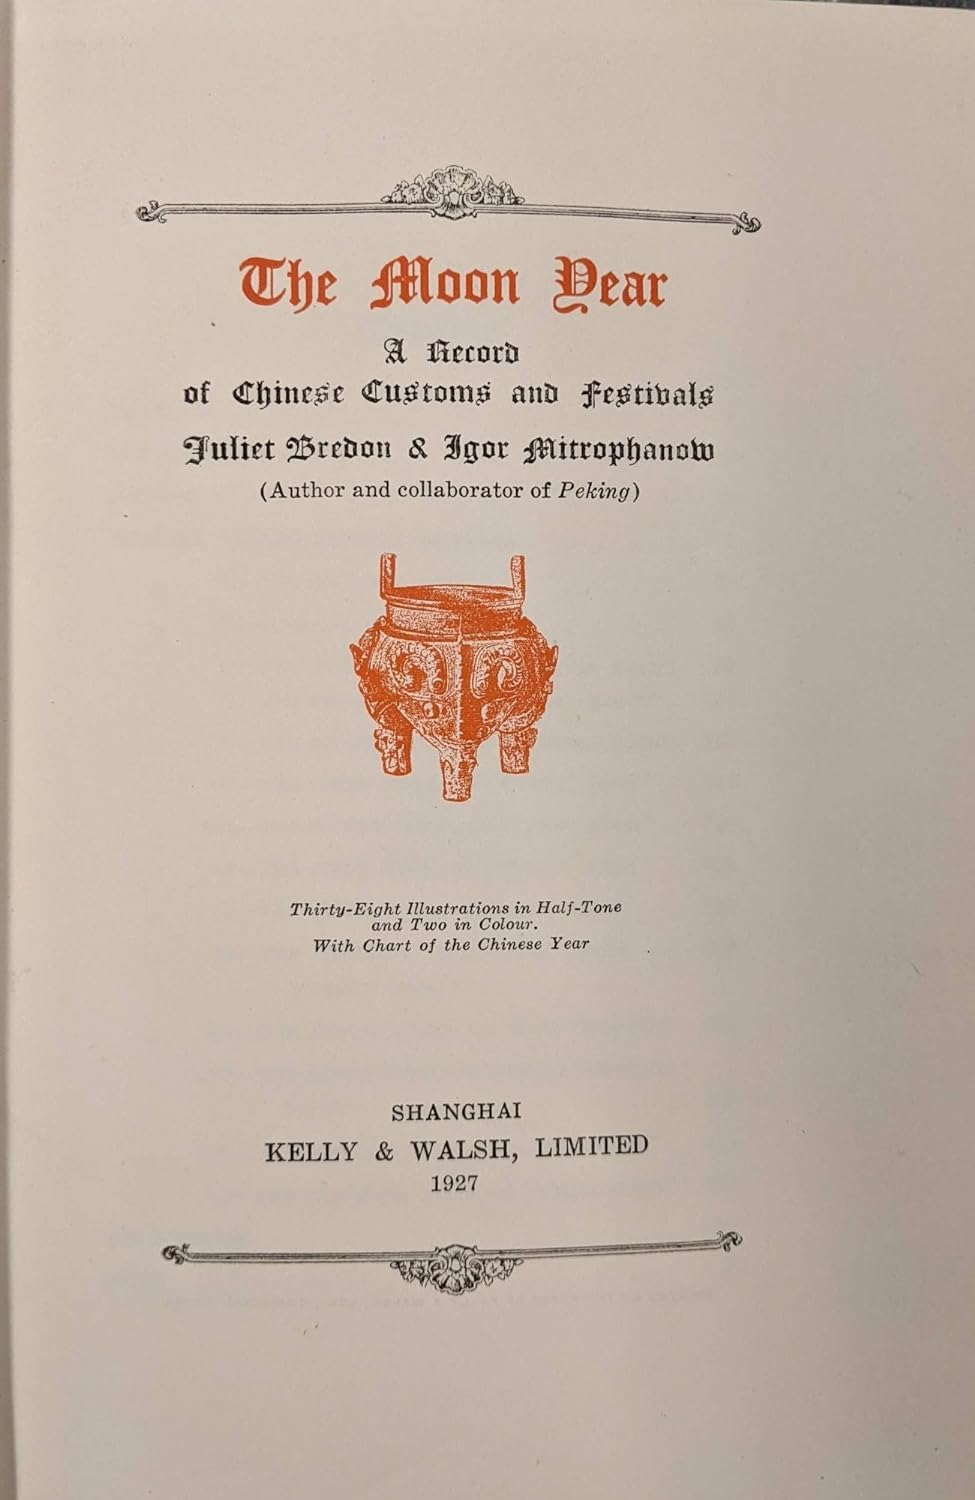 The Moon Year
A Record
of Chinese Customs and Festivals
Juliet Bredon & Igor Mitrophanow
(Author and collaborator of Peking)
Thirty-Eight Illustrations in Half-Tone
and Two in Colour.
With Chart of the Chinese Year
SHANGHAI
KELLY & WALSH, LIMITED
1927